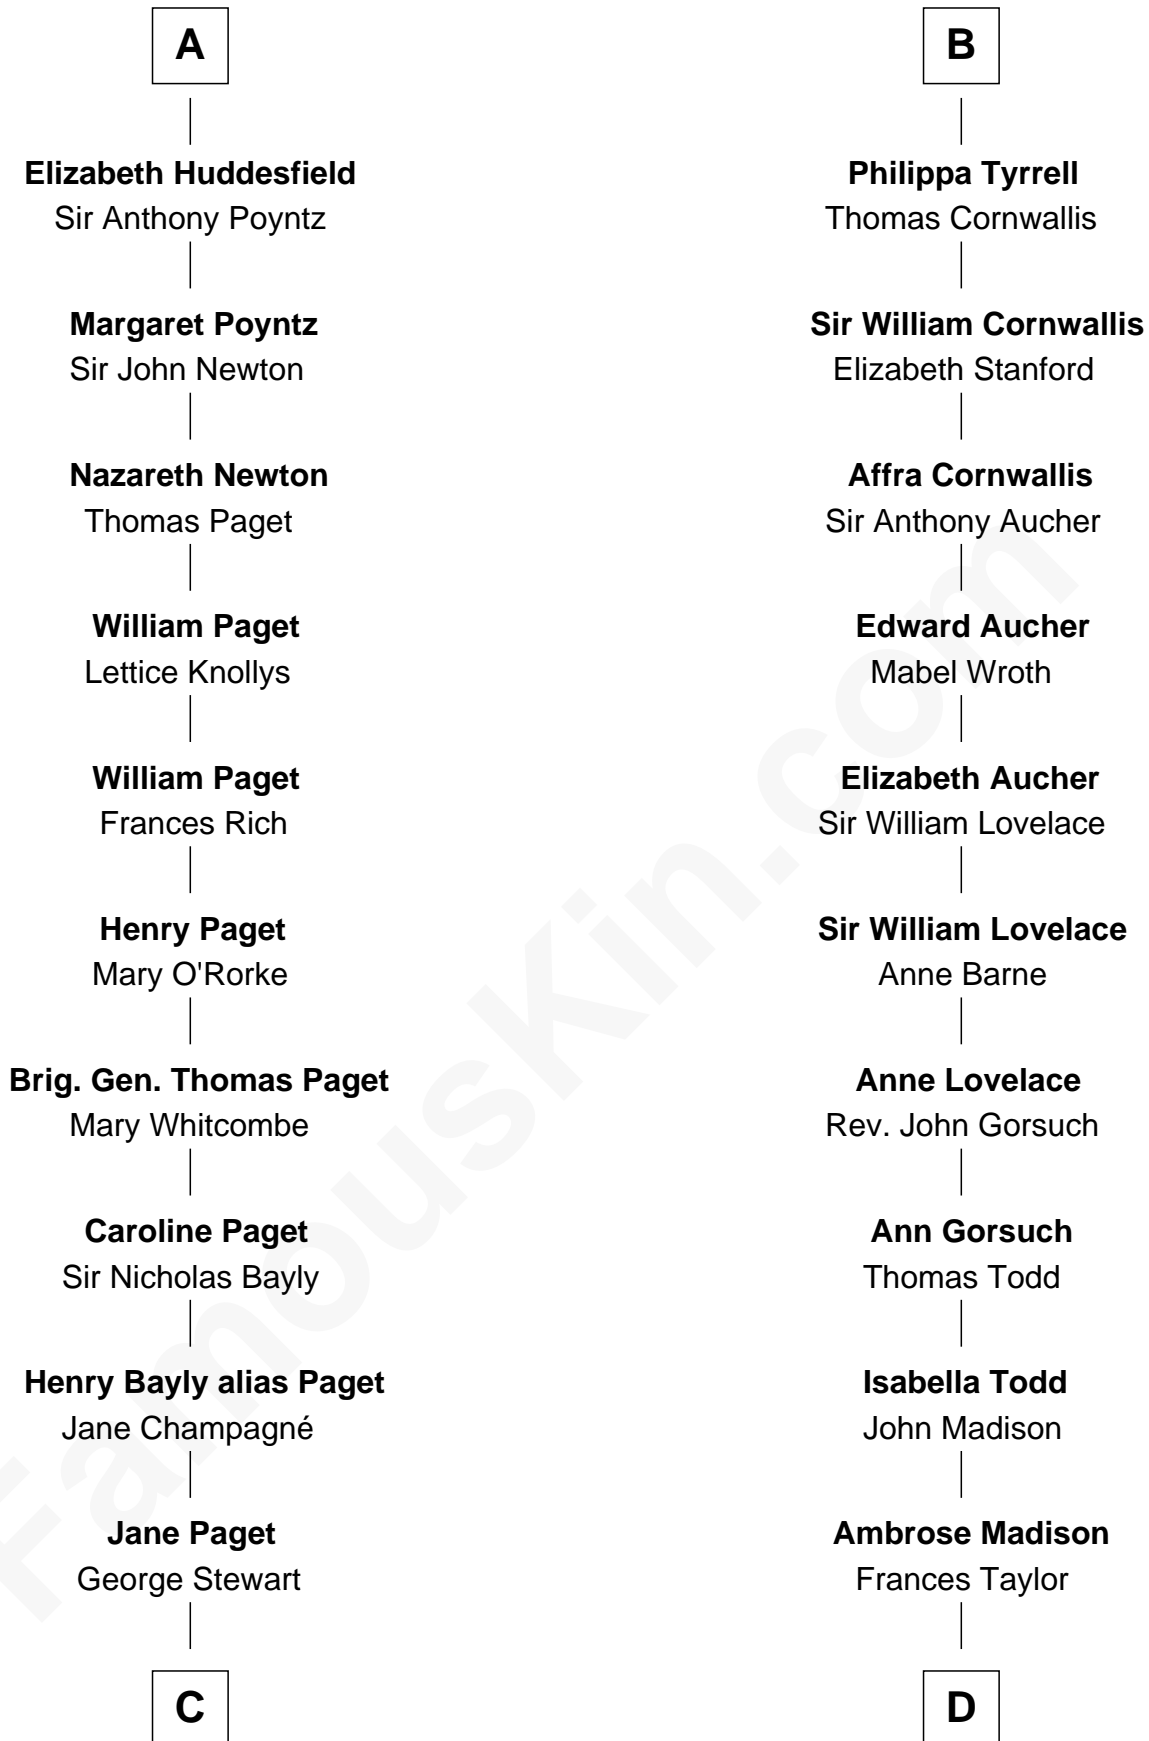 A
Elizabeth Huddesfield
Sir Anthony Poyntz
Margaret Poyntz
Sir John Newton
Nazareth Newton
Thomas Paget
William Paget
Lettice Knollys
William Paget
Frances Rich
Henry Paget
Mary O'Rorke
Brig. Gen. Thomas Paget
Mary Whitcombe
Caroline Paget
Sir Nicholas Bayly
Henry Bayly alias Paget
Jane Champagné
Jane Paget
George Stewart
C
B
Philippa Tyrrell
Thomas Cornwallis
Sir William Cornwallis
Elizabeth Stanford
Affra Cornwallis
Sir Anthony Aucher
Edward Aucher
Mabel Wroth
Elizabeth Aucher
Sir William Lovelace
Sir William Lovelace
Anne Barne
Anne Lovelace
Rev. John Gorsuch
Ann Gorsuch
Thomas Todd
Isabella Todd
John Madison
Ambrose Madison
Frances Taylor
D
FamousKin.com